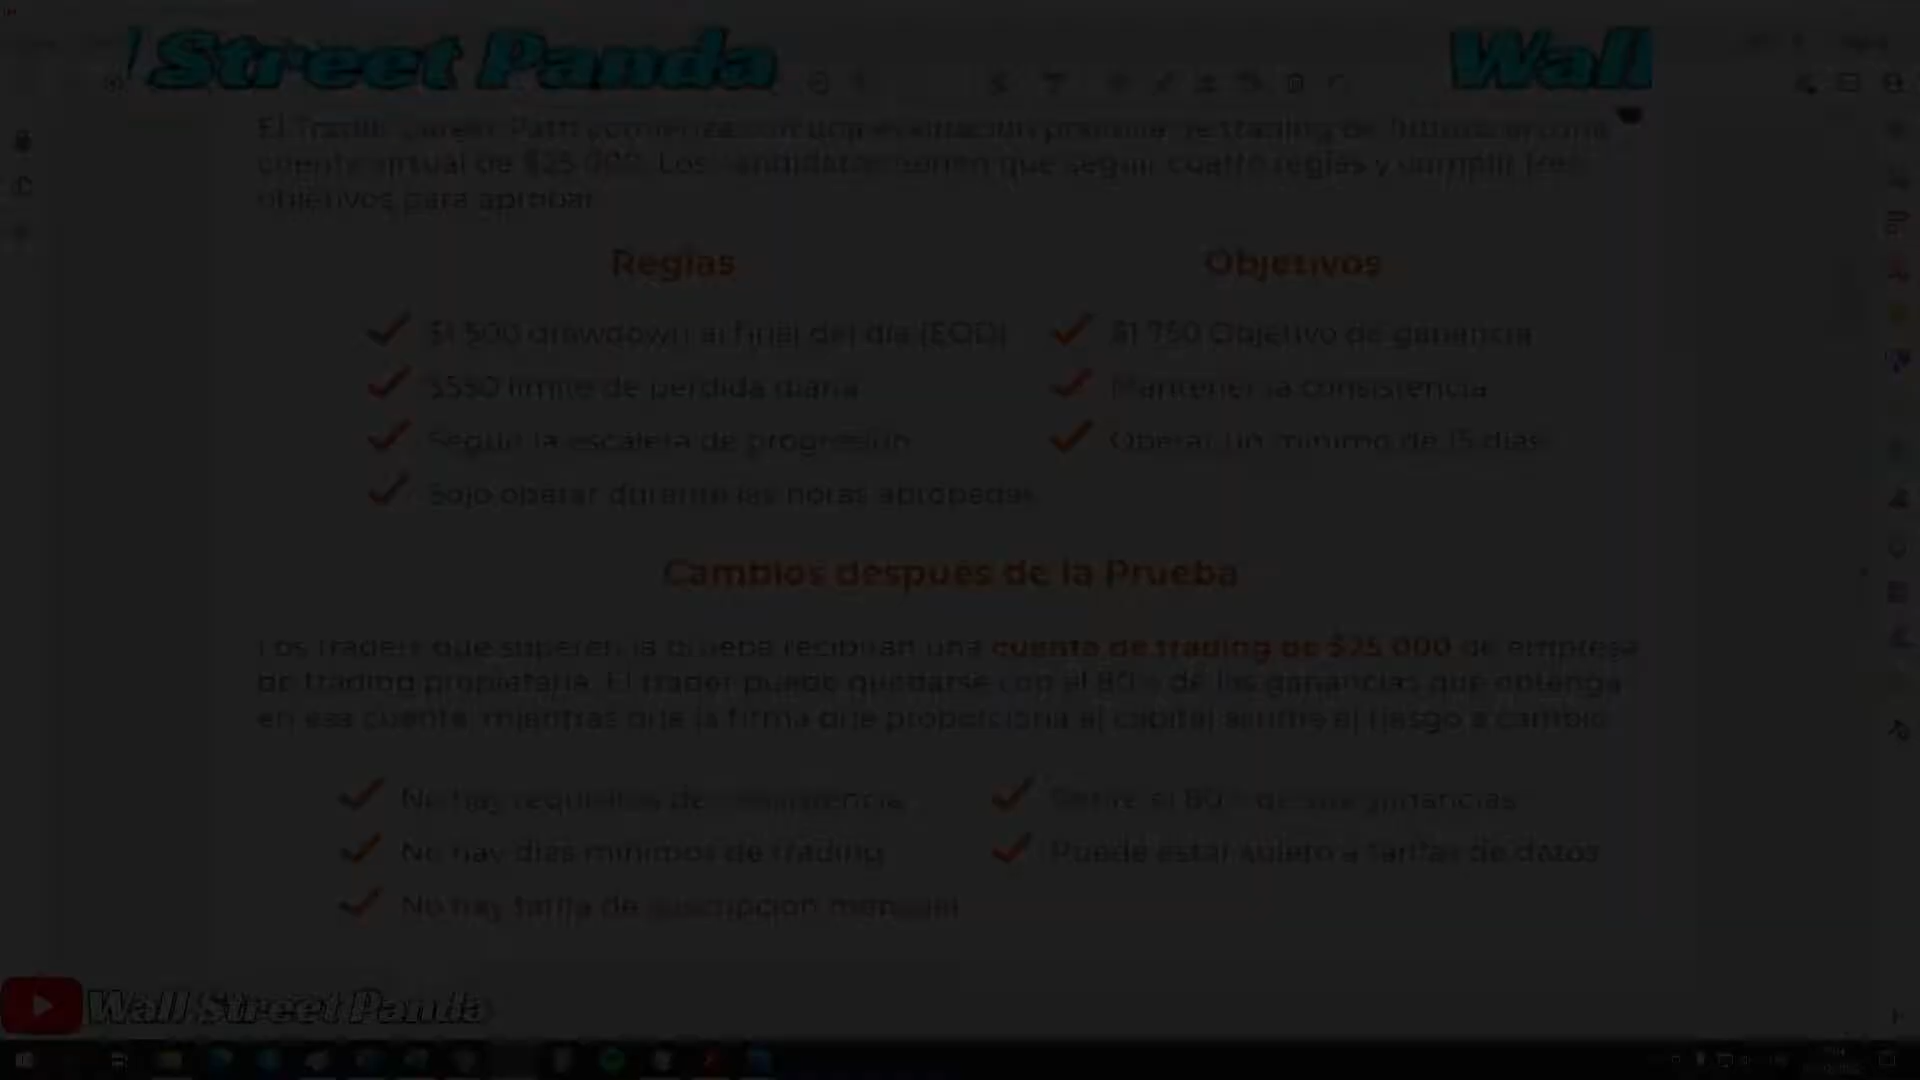 Street Panda
Wall
El Trader Career Path comienza con una evaluación práctica de trading de futuros en una
cuenta virtual de $25 000. Los candidatos tienen que seguir cuatro reglas y cumplir tres
objetivos para aprobar
Reglas
Objetivos
$1 500 drawdown al final del día (EOD)
$1 750 Objetivo de ganancia
límite de pérdida diaria
Mantener la consistencia
Seguir la escalera de progresión
Operar un mínimo de 15 días
Solo operar durante las horas
Cambios después de la Prueba
Los traders que superen la prueba recibirán una cuenta de trading de $25 000 de empresa
de trading propietaria. El trader puede quedarse con el 80% de las ganancias que obtenga
en esa cuenta, mientras que la firma que proporciona el capital asume el riesgo a cambio
No hay requisitos de consistencia
el 80% de sus ganancias
No hay días mínimos de trading
Puede estar sujeto a tarifas de datos
No hay tarifa de suscripción mensual
Wall Street Panda